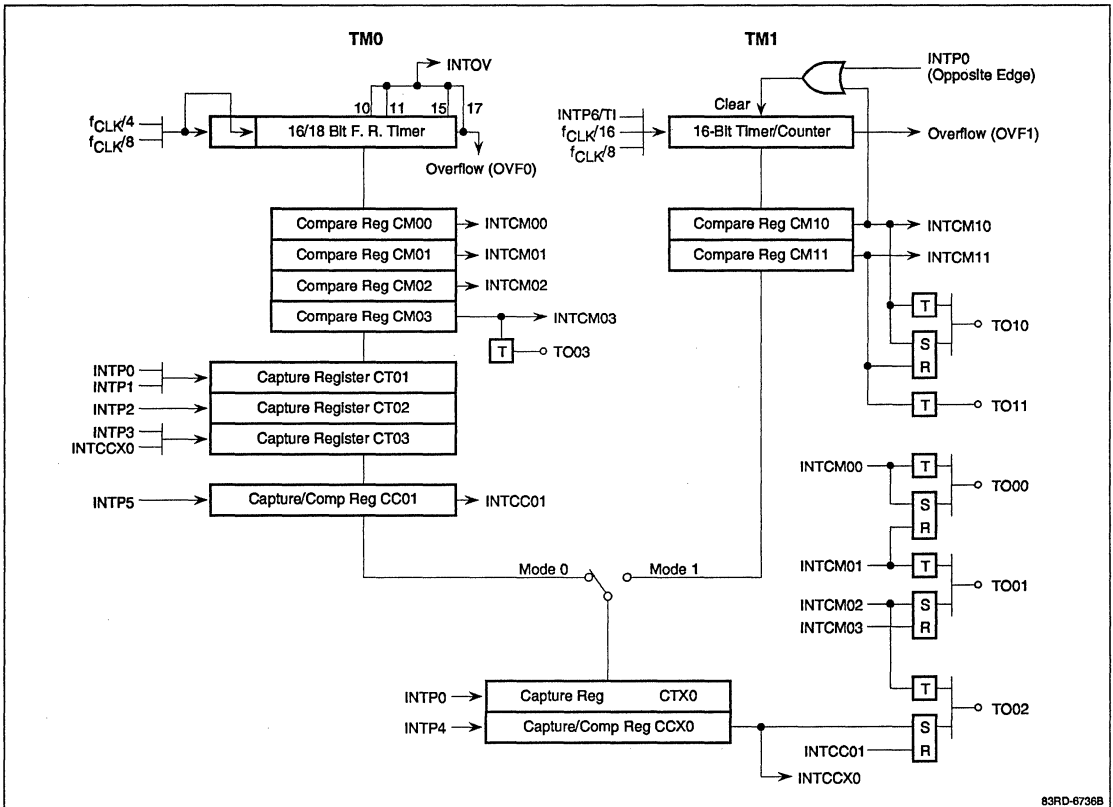 TM0
TM1
INTOV
10 11 15 17
fCLK/4
fCLK/8
16/18 Bit F. R. Timer
Overflow (OVF0)
INTP0
(Opposite Edge)
Clear
INTP6/TI
fCLK/16
fCLK/8
16-Bit Timer/Counter
Overflow (OVF1)
Compare Reg CM00
INTCM00
Compare Reg CM01
INTCM01
Compare Reg CM02
INTCM02
Compare Reg CM03
INTCM03
T
TO03
Compare Reg CM10
INTCM10
Compare Reg CM11
INTCM11
T
S
R
TO10
T
TO11
INTP0
INTP1
Capture Register CT01
INTP2
Capture Register CT02
INTP3
INTCCX0
Capture Register CT03
INTP5
Capture/Comp Reg CC01
INTCC01
INTCM00
T
S
R
TO00
INTCM01
T
TO01
INTCM02
S
INTCM03
R
Mode 0
Mode 1
INTP0
Capture Reg CTX0
INTP4
Capture/Comp Reg CCX0
T
TO02
S
INTCC01
R
INTCCX0
83RD-6736B